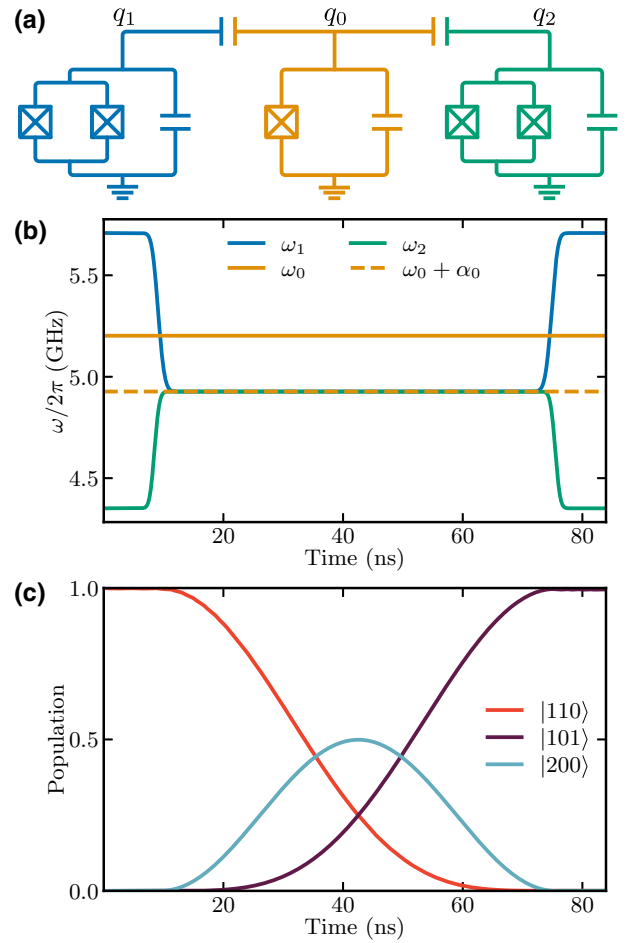 (a)
q₁ q₀ q₂
(b)
ω₁ ω₂
ω₀ ω₀ + α₀
5.5
5.0
4.5
ω/2π (GHz)
20 40 60 80
Time (ns)
(c)
1.0
0.5
0.0
Population
|110⟩
|101⟩
|200⟩
0 20 40 60 80
Time (ns)